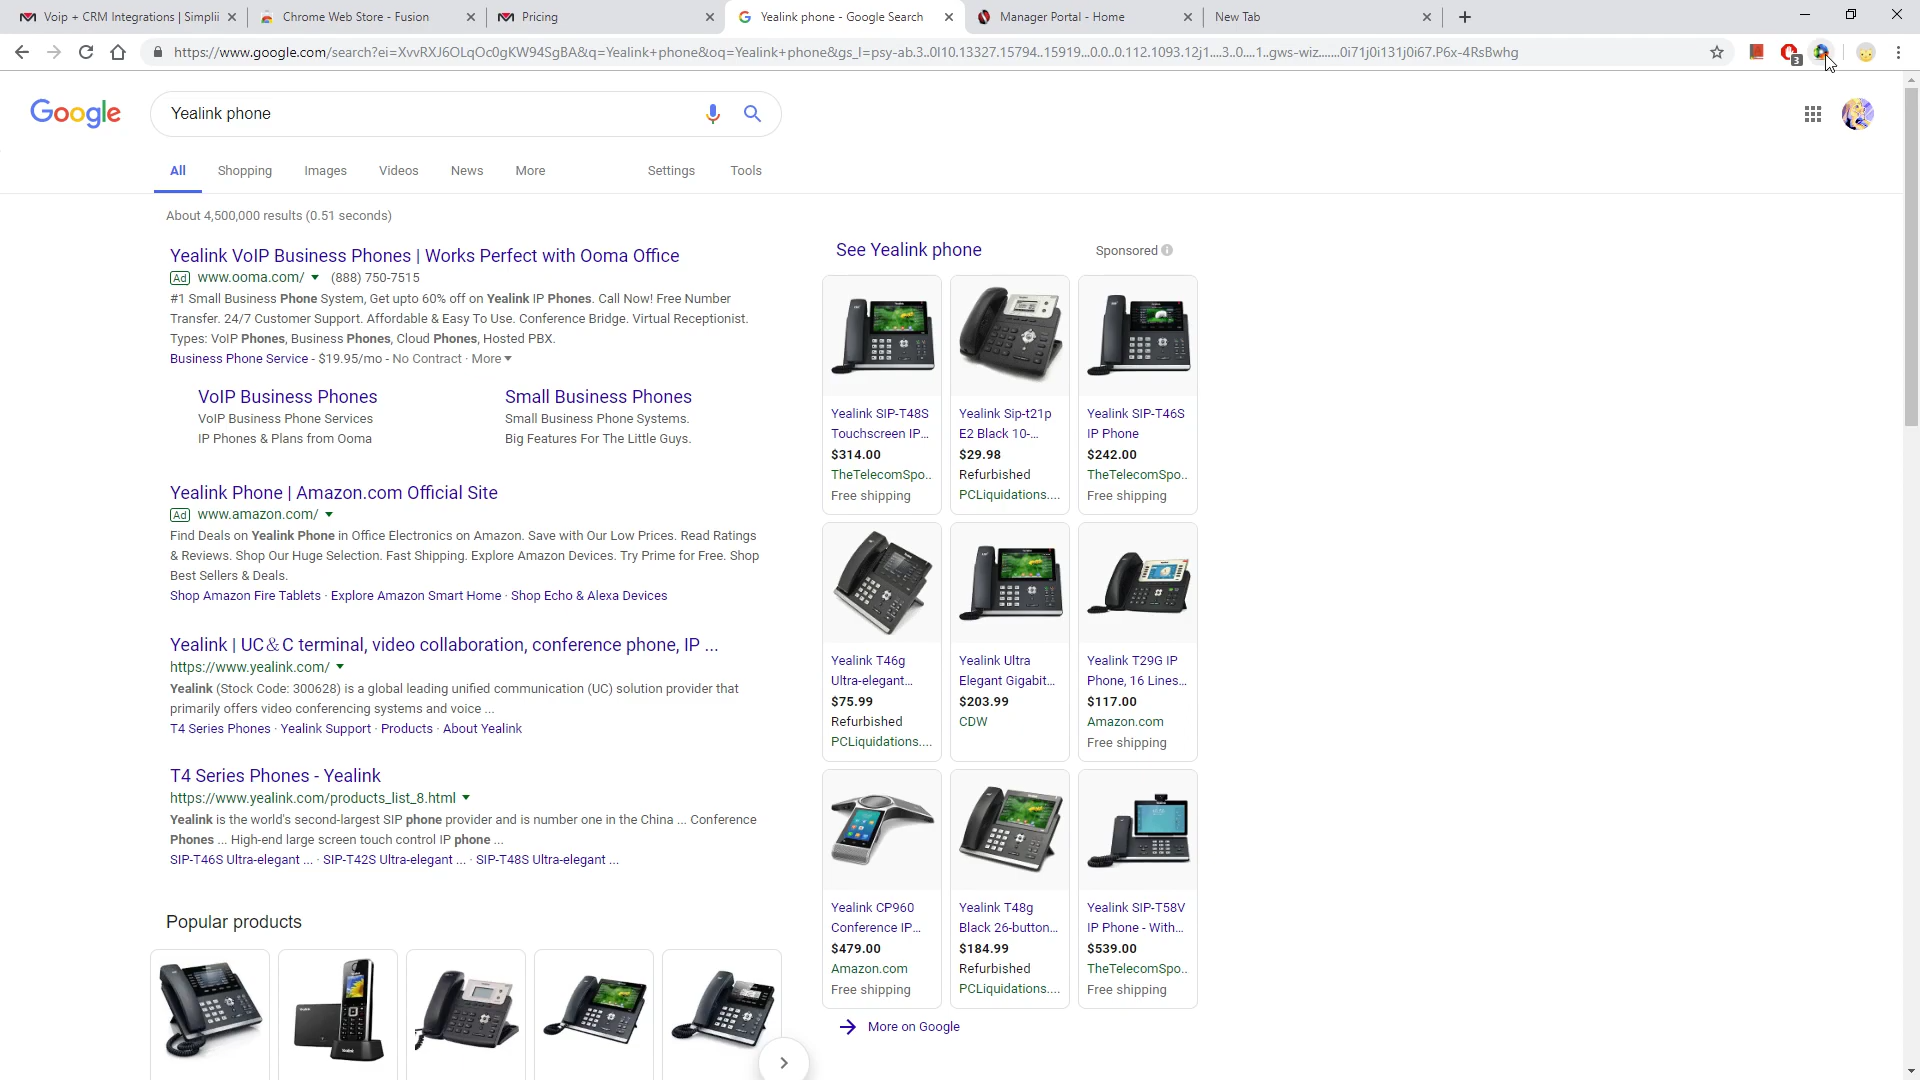 Voip + CRM Integrations | Simplii
Chrome Web Store - Fusion
Pricing
Yealink phone - Google Search
Manager Portal - Home
New Tab
https://www.google.com/search?ei=XvvRXJ6OLqOc0gKW94SgBA&q=Yealink+phone&oq=Yealink+phone&gs_l=psy-ab.3..0l10.13327.15794..15919...0.0..0.112.1093.12j1....3..0....1..gws-wiz.......0i71j0i131j0i67.P6x-4RsBwhg
3
Google
Yealink phone
All
Shopping
Images
Videos
News
More
Settings
Tools
About 4,500,000 results (0.51 seconds)
Yealink VoIP Business Phones | Works Perfect with Ooma Office
Ad www.ooma.com/ (888) 750-7515
#1 Small Business Phone System, Get upto 60% off on Yealink IP Phones. Call Now! Free Number
Transfer. 24/7 Customer Support. Affordable & Easy To Use. Conference Bridge. Virtual Receptionist.
Types: VoIP Phones, Business Phones, Cloud Phones, Hosted PBX.
Business Phone Service - $19.95/mo - No Contract · More
VoIP Business Phones
VoIP Business Phone Services
IP Phones & Plans from Ooma
Small Business Phones
Small Business Phone Systems.
Big Features For The Little Guys.
Yealink Phone | Amazon.com Official Site
Ad www.amazon.com/
Find Deals on Yealink Phone in Office Electronics on Amazon. Save with Our Low Prices. Read Ratings
& Reviews. Shop Our Huge Selection. Fast Shipping. Explore Amazon Devices. Try Prime for Free. Shop
Best Sellers & Deals.
Shop Amazon Fire Tablets · Explore Amazon Smart Home · Shop Echo & Alexa Devices
Yealink | UC&C terminal, video collaboration, conference phone, IP ...
https://www.yealink.com/
Yealink (Stock Code: 300628) is a global leading unified communication (UC) solution provider that
primarily offers video conferencing systems and voice ...
T4 Series Phones · Yealink Support · Products · About Yealink
T4 Series Phones - Yealink
https://www.yealink.com/products_list_8.html
Yealink is the world's second-largest SIP phone provider and is number one in the China ... Conference
Phones ... High-end large screen touch control IP phone ...
SIP-T46S Ultra-elegant ... · SIP-T42S Ultra-elegant ... · SIP-T48S Ultra-elegant ...
Popular products
See Yealink phone
Sponsored
Yealink SIP-T48S
Touchscreen IP...
$314.00
TheTelecomSpo..
Free shipping
Yealink Sip-t21p
E2 Black 10-...
$29.98
Refurbished
PCLiquidations....
Yealink SIP-T46S
IP Phone
$242.00
TheTelecomSpo..
Free shipping
Yealink T46g
Ultra-elegant...
$75.99
Refurbished
PCLiquidations....
Yealink Ultra
Elegant Gigabit...
$203.99
CDW
Yealink T29G IP
Phone, 16 Lines...
$117.00
Amazon.com
Free shipping
Yealink CP960
Conference IP...
$479.00
Amazon.com
Free shipping
Yealink T48g
Black 26-button...
$184.99
Refurbished
PCLiquidations....
Yealink SIP-T58V
IP Phone - With...
$539.00
TheTelecomSpo..
Free shipping
More on Google